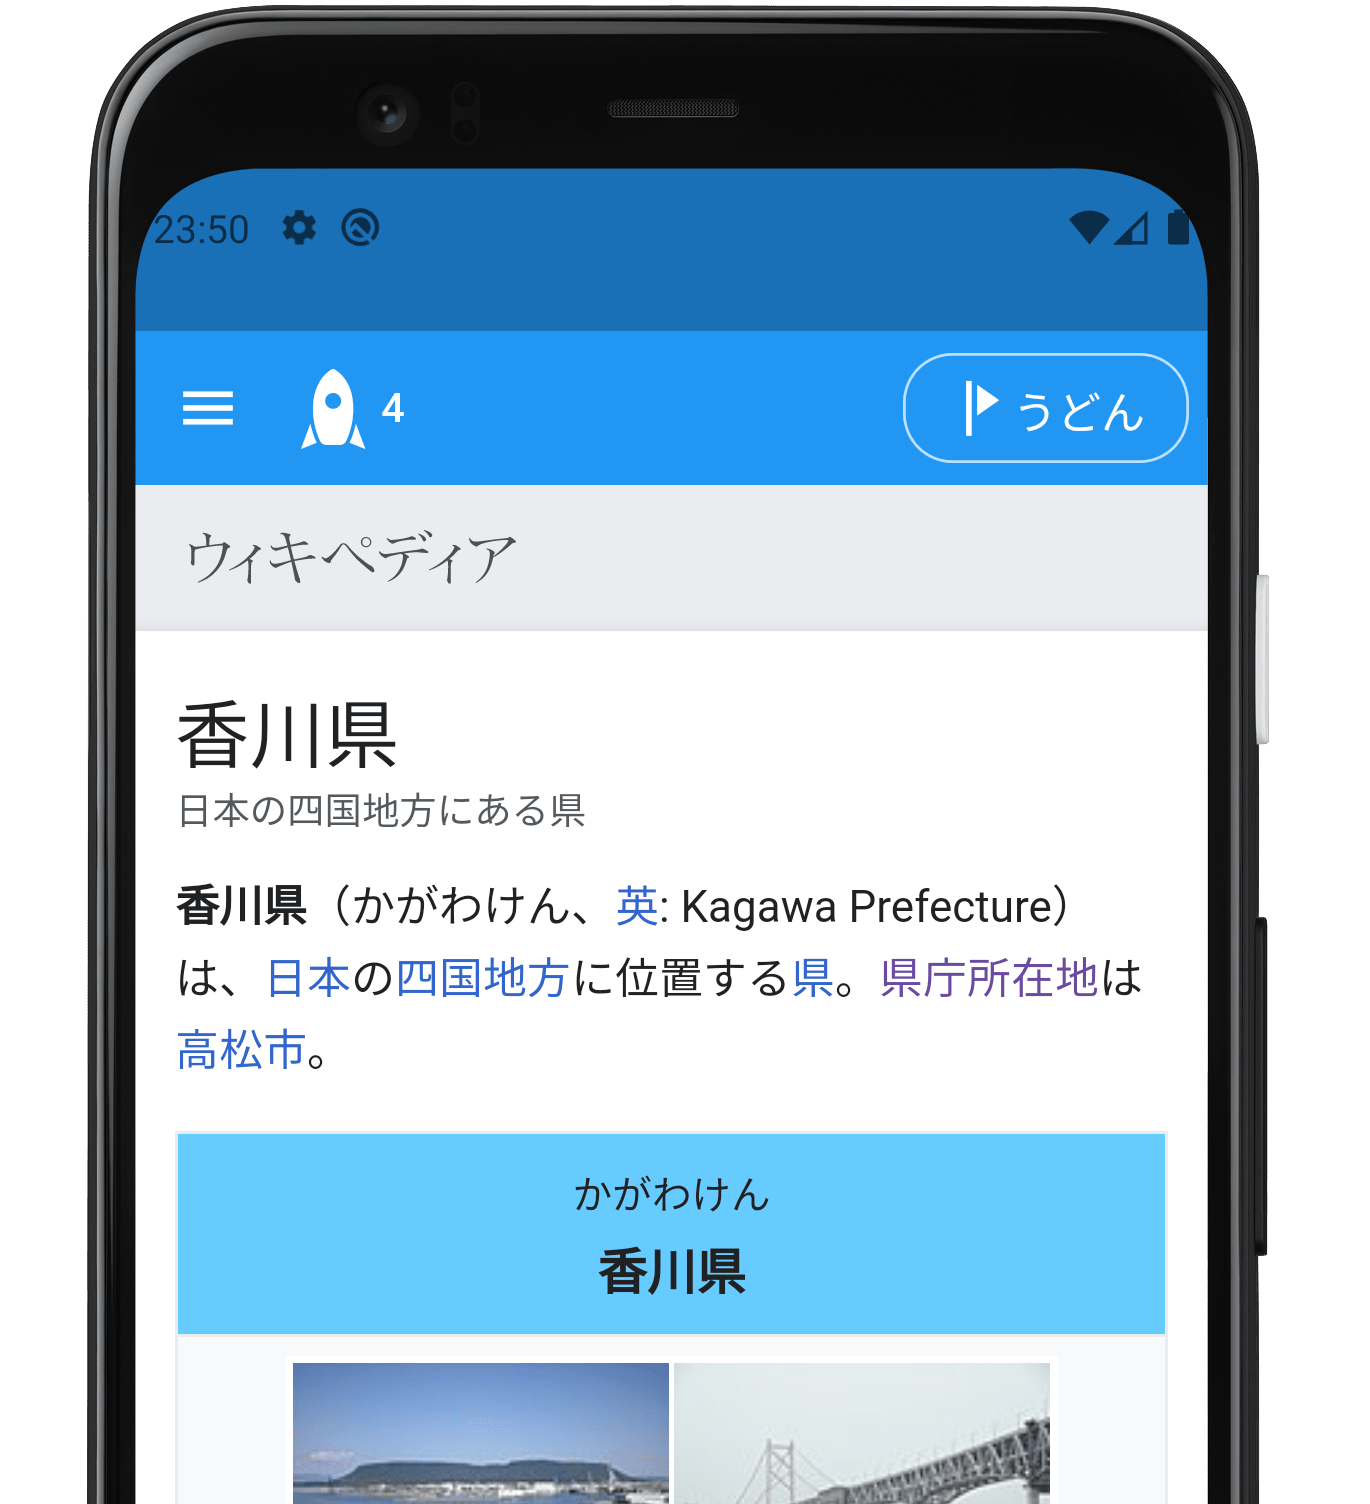 23:50
4
うどん
ウィキペディア
香川県
日本の四国地方にある県
香川県（かがわけん、英: Kagawa Prefecture）
は、日本の四国地方に位置する県。県庁所在地は
高松市。
かがわけん
香川県